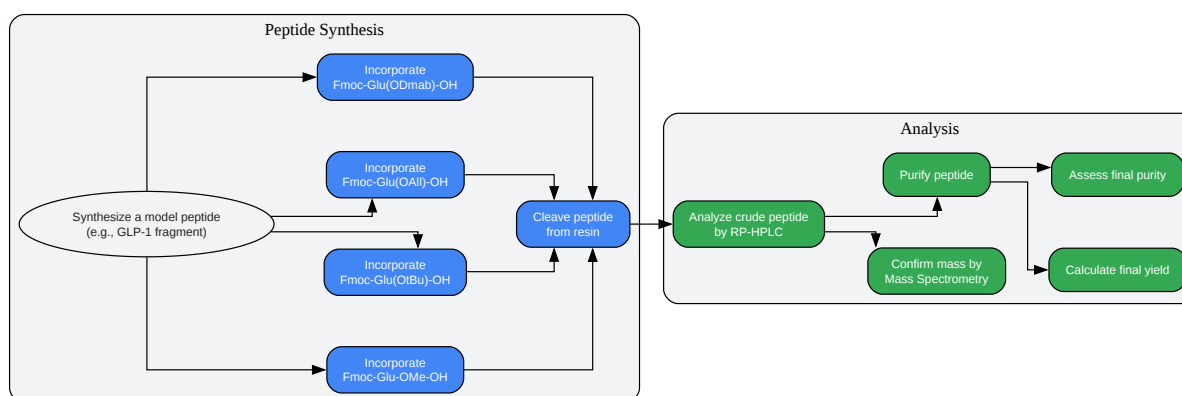 Peptide Synthesis
Incorporate
Fmoc-Glu(ODmab)-OH
Incorporate
Fmoc-Glu(OAll)-OH
Synthesize a model peptide
(e.g., GLP-1 fragment)
Incorporate
Fmoc-Glu(OtBu)-OH
Incorporate
Fmoc-Glu-OMe-OH
Cleave peptide
from resin
Analysis
Analyze crude peptide
by RP-HPLC
Purify peptide
Confirm mass by
Mass Spectrometry
Assess final purity
Calculate final yield